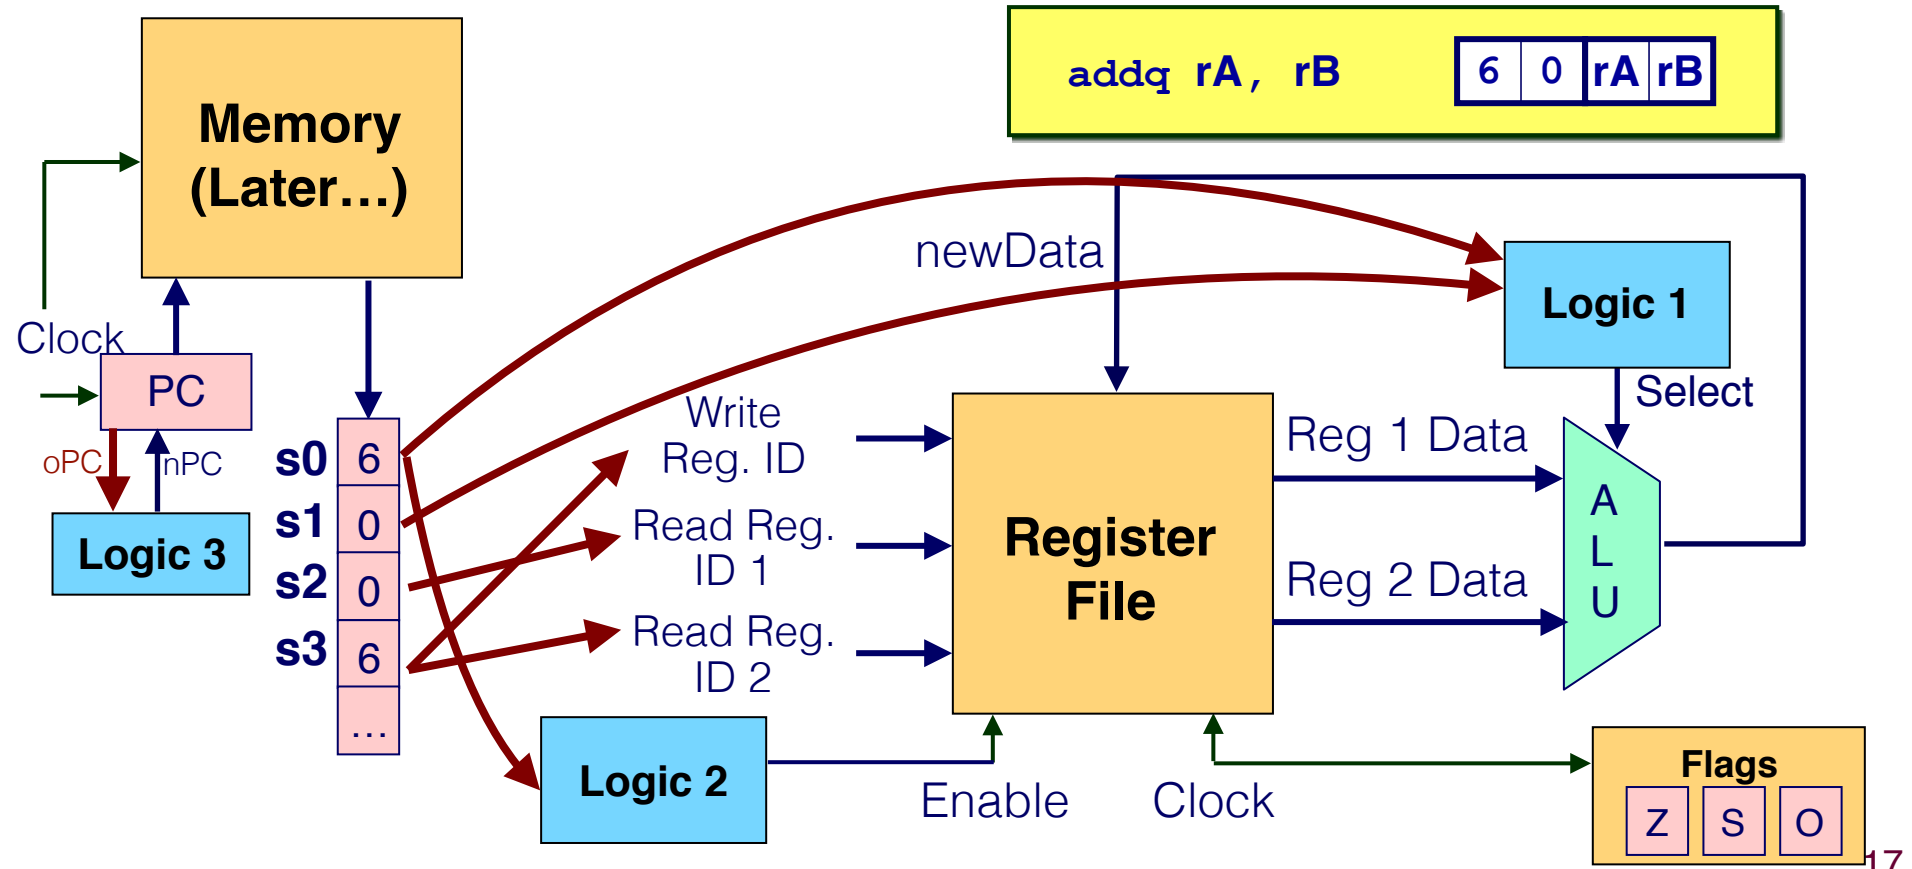 Memory
(Later...)
addq rA, rB
6 0 rA rB
newData
Logic 1
Clock
PC
Select
oPC
nPC
s0 6
s1 0
s2 0
s3 6
...
Write
Reg. ID
Read Reg.
ID 1
Read Reg.
ID 2
Register
File
Reg 1 Data
Reg 2 Data
A
L
U
Logic 3
Logic 2
Enable
Clock
Flags
Z S O
17